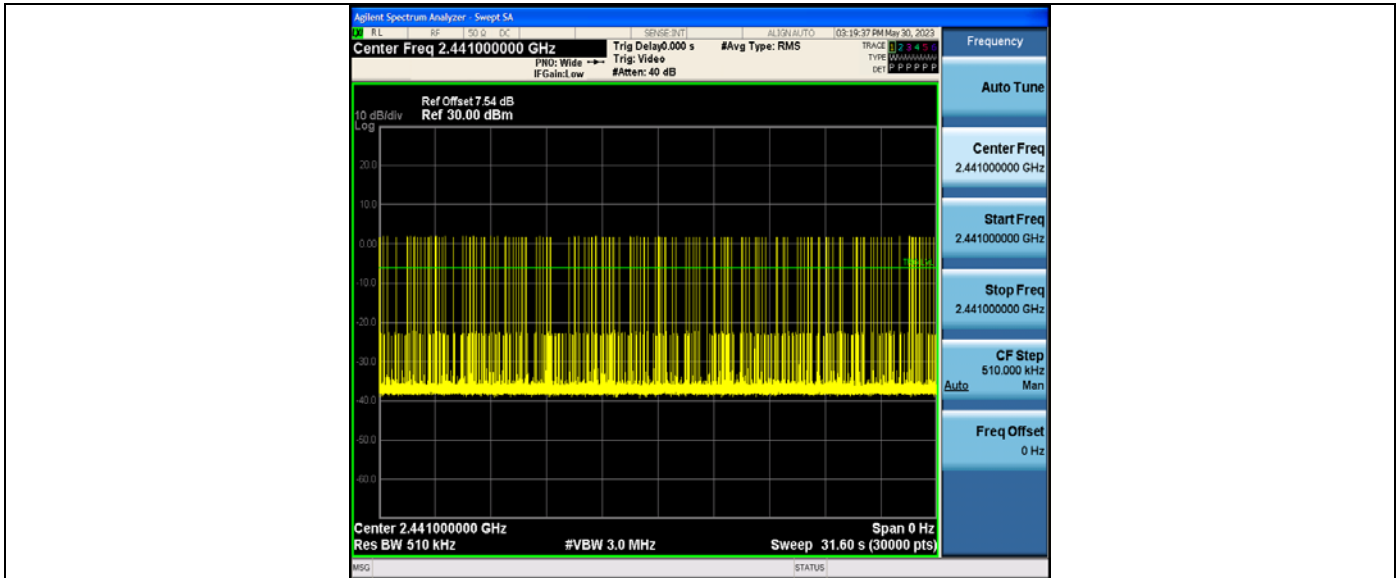 Agilent Spectrum Analyzer - Swept SA
RL RF 50 Ω DC SENSE:INT ALIGN AUTO 03:19:37 PM May 30, 2023
Center Freq 2.441000000 GHz
PNO: Wide
IFGain:Low
Trig Delay0.000 s
Trig: Video
#Atten: 40 dB
#Avg Type: RMS
TRACE 1 2 3 4 5 6
TYPE
DET P P P P P P
Ref Offset 7.54 dB
10 dB/div Ref 30.00 dBm
Log
20.0
10.0
0.00
-10.0
-20.0
-30.0
-40.0
-50.0
-60.0
Center 2.441000000 GHz Span 0 Hz
Res BW 510 kHz #VBW 3.0 MHz Sweep 31.60 s (30000 pts)
MSG STATUS
Frequency
Auto Tune
Center Freq
2.441000000 GHz
Start Freq
2.441000000 GHz
Stop Freq
2.441000000 GHz
CF Step
510.000 kHz
Auto Man
Freq Offset
0 Hz